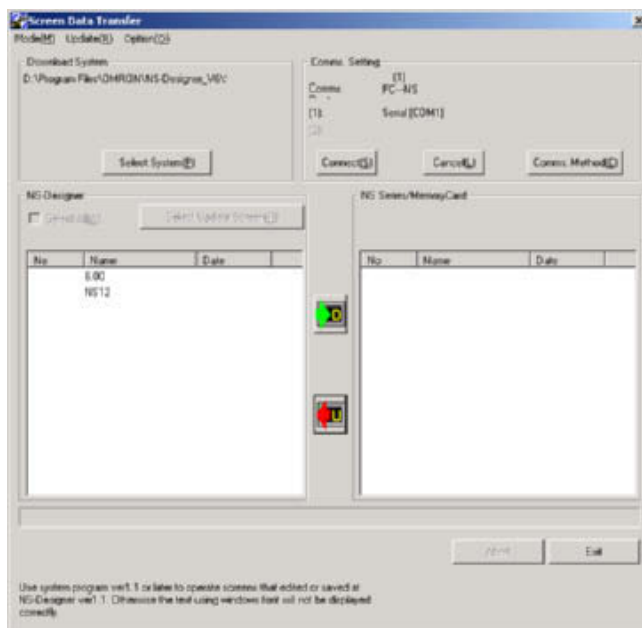 Screen Data Transfer
Mode(M) Update(R) Option(O)
Download System
D:\Program Files\OMRON\NS-Designer_V6\
Select System(P)
Comms. Setting
(1)
Comms. PC--NS
(1). Serial [COM1]
(2).
Connect(S) Cancel(L) Comms. Method(C)
NS-Designer
Select All
Select Update Screen
No Name Date
6.00
NS12
D
U
NS Series/MemoryCard
No Name Date
Exit
Use system program ver1.1 or later to operate screens that edited or saved at
NS-Designer ver1.1. Otherwise the text using windows font will not be displayed
correctly.